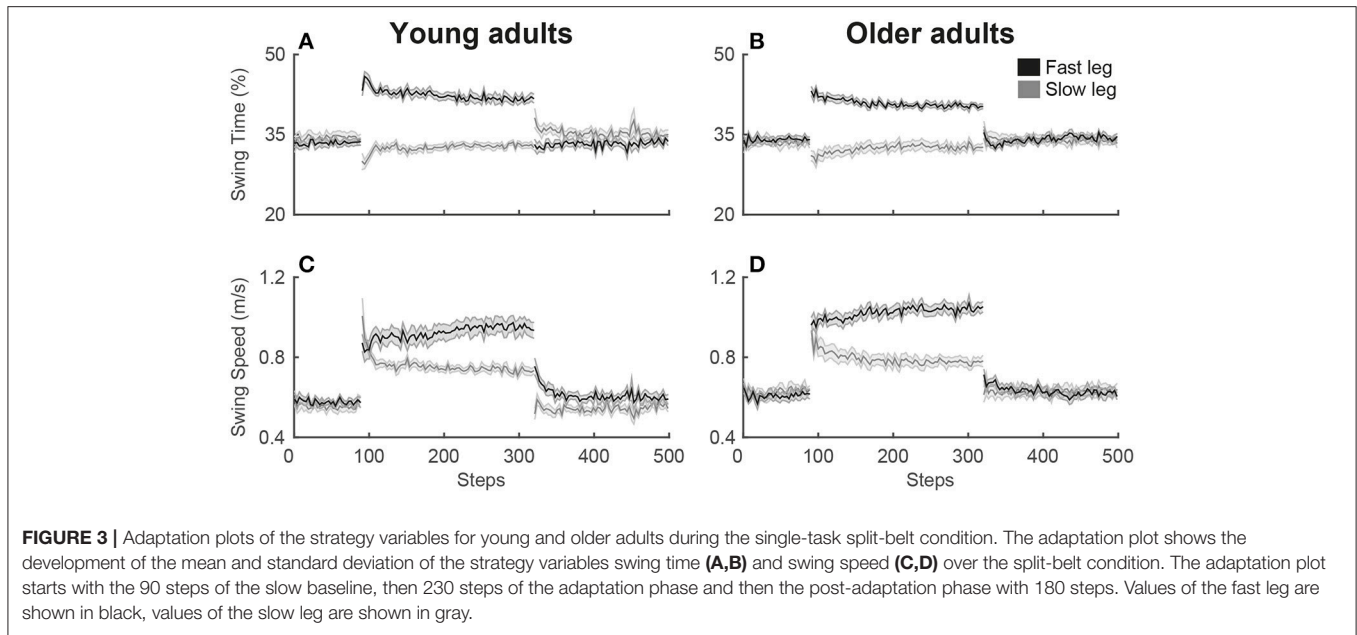 Young adults
Older adults
A
B
Fast leg
Slow leg
50
35
20
Swing Time (%)
50
35
20
C
D
1.2
0.8
0.4
Swing Speed (m/s)
1.2
0.8
0.4
0 100 200 300 400 500
0 100 200 300 400 500
Steps
Steps
FIGURE 3 | Adaptation plots of the strategy variables for young and older adults during the single-task split-belt condition. The adaptation plot shows the
development of the mean and standard deviation of the strategy variables swing time (A,B) and swing speed (C,D) over the split-belt condition. The adaptation plot
starts with the 90 steps of the slow baseline, then 230 steps of the adaptation phase and then the post-adaptation phase with 180 steps. Values of the fast leg are
shown in black, values of the slow leg are shown in gray.